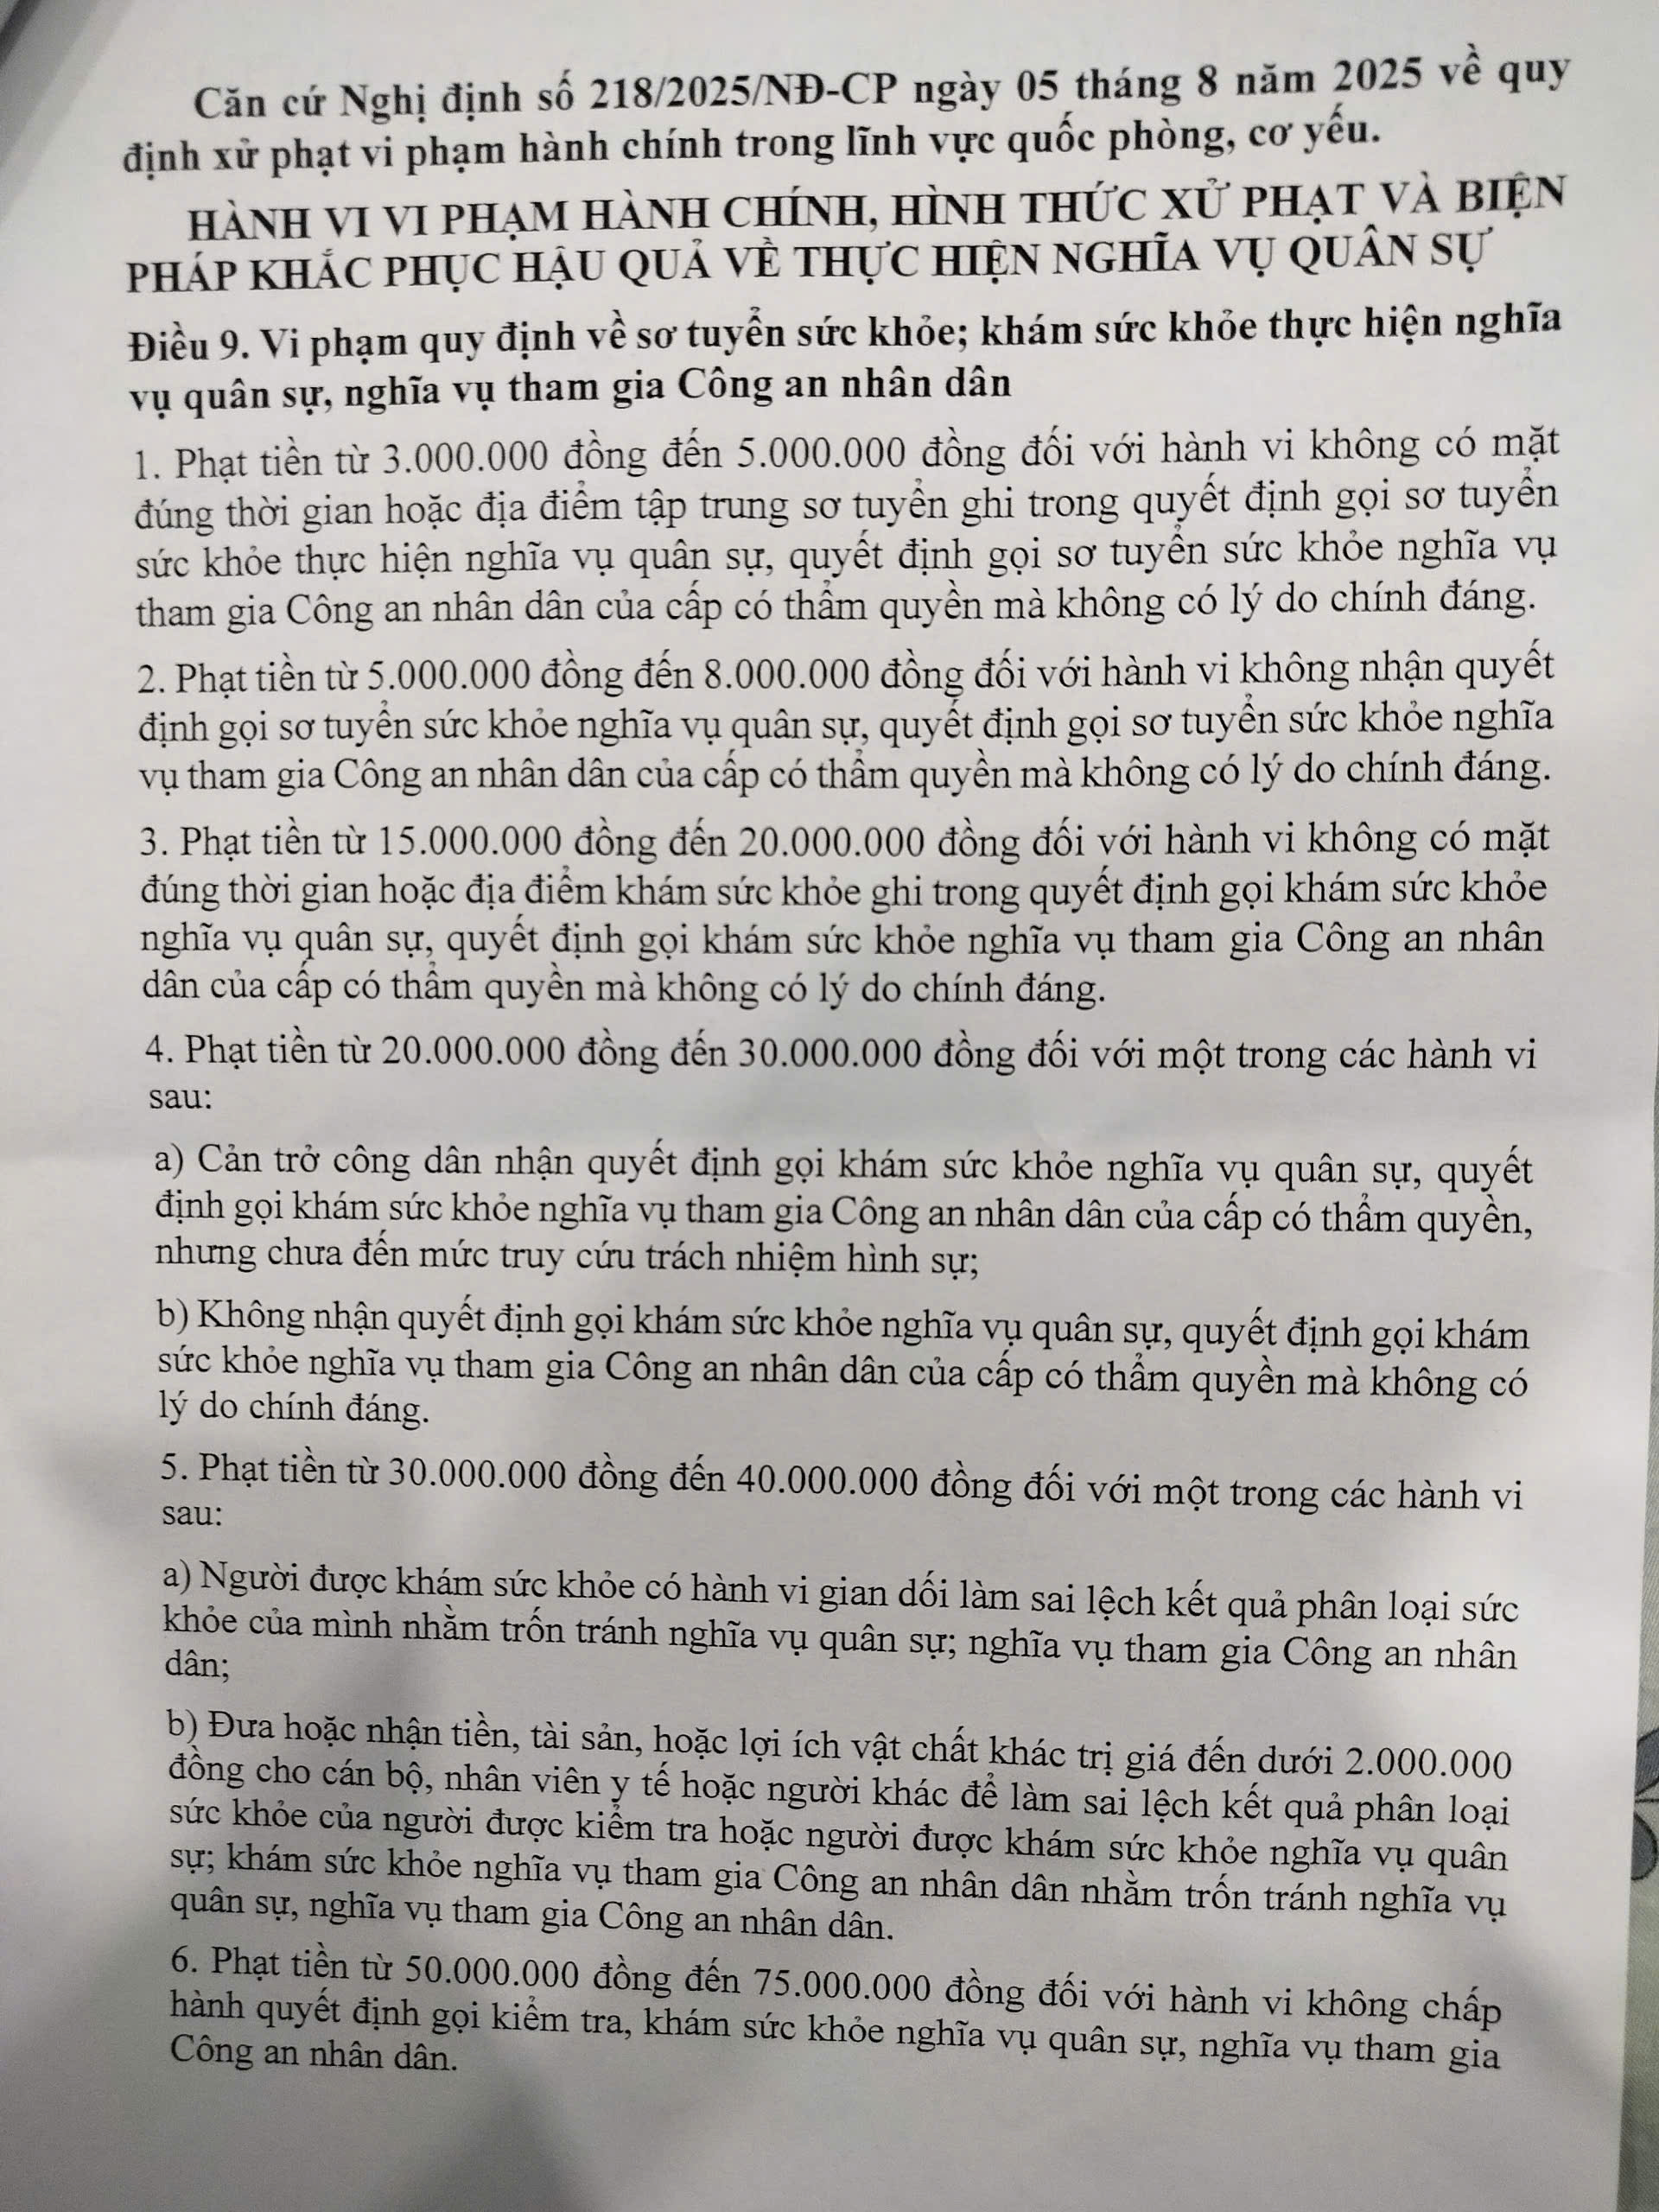 Căn cứ Nghị định số 218/2025/NĐ-CP ngày 05 tháng 8 năm 2025 về quy
định xử phạt vi phạm hành chính trong lĩnh vực quốc phòng, cơ yếu.
HÀNH VI VI PHẠM HÀNH CHÍNH, HÌNH THỨC XỬ PHẠT VÀ BIỆN
PHÁP KHẮC PHỤC HẬU QUẢ VỀ THỰC HIỆN NGHĨA VỤ QUÂN SỰ
Điều 9. Vi phạm quy định về sơ tuyển sức khỏe; khám sức khỏe thực hiện nghĩa
vụ quân sự, nghĩa vụ tham gia Công an nhân dân
1. Phạt tiền từ 3.000.000 đồng đến 5.000.000 đồng đối với hành vi không có mặt
đúng thời gian hoặc địa điểm tập trung sơ tuyển ghi trong quyết định gọi sơ tuyển
sức khỏe thực hiện nghĩa vụ quân sự, quyết định gọi sơ tuyển sức khỏe nghĩa vụ
tham gia Công an nhân dân của cấp có thẩm quyền mà không có lý do chính đáng.
2. Phạt tiền từ 5.000.000 đồng đến 8.000.000 đồng đối với hành vi không nhận quyết
định gọi sơ tuyển sức khỏe nghĩa vụ quân sự, quyết định gọi sơ tuyển sức khỏe nghĩa
vụ tham gia Công an nhân dân của cấp có thẩm quyền mà không có lý do chính đáng.
3. Phạt tiền từ 15.000.000 đồng đến 20.000.000 đồng đối với hành vi không có mặt
đúng thời gian hoặc địa điểm khám sức khỏe ghi trong quyết định gọi khám sức khỏe
nghĩa vụ quân sự, quyết định gọi khám sức khỏe nghĩa vụ tham gia Công an nhân
dân của cấp có thẩm quyền mà không có lý do chính đáng.
4. Phạt tiền từ 20.000.000 đồng đến 30.000.000 đồng đối với một trong các hành vi
sau:
a) Cản trở công dân nhận quyết định gọi khám sức khỏe nghĩa vụ quân sự, quyết
định gọi khám sức khỏe nghĩa vụ tham gia Công an nhân dân của cấp có thẩm quyền,
nhưng chưa đến mức truy cứu trách nhiệm hình sự;
b) Không nhận quyết định gọi khám sức khỏe nghĩa vụ quân sự, quyết định gọi khám
sức khỏe nghĩa vụ tham gia Công an nhân dân của cấp có thẩm quyền mà không có
lý do chính đáng.
5. Phạt tiền từ 30.000.000 đồng đến 40.000.000 đồng đối với một trong các hành vi
sau:
a) Người được khám sức khỏe có hành vi gian dối làm sai lệch kết quả phân loại sức
khỏe của mình nhằm trốn tránh nghĩa vụ quân sự; nghĩa vụ tham gia Công an nhân
dân;
b) Đưa hoặc nhận tiền, tài sản, hoặc lợi ích vật chất khác trị giá đến dưới 2.000.000
đồng cho cán bộ, nhân viên y tế hoặc người khác để làm sai lệch kết quả phân loại
sức khỏe của người được kiểm tra hoặc người được khám sức khỏe nghĩa vụ quân
sự; khám sức khỏe nghĩa vụ tham gia Công an nhân dân nhằm trốn tránh nghĩa vụ
quân sự, nghĩa vụ tham gia Công an nhân dân.
6. Phạt tiền từ 50.000.000 đồng đến 75.000.000 đồng đối với hành vi không chấp
hành quyết định gọi kiểm tra, khám sức khỏe nghĩa vụ quân sự, nghĩa vụ tham gia
Công an nhân dân.